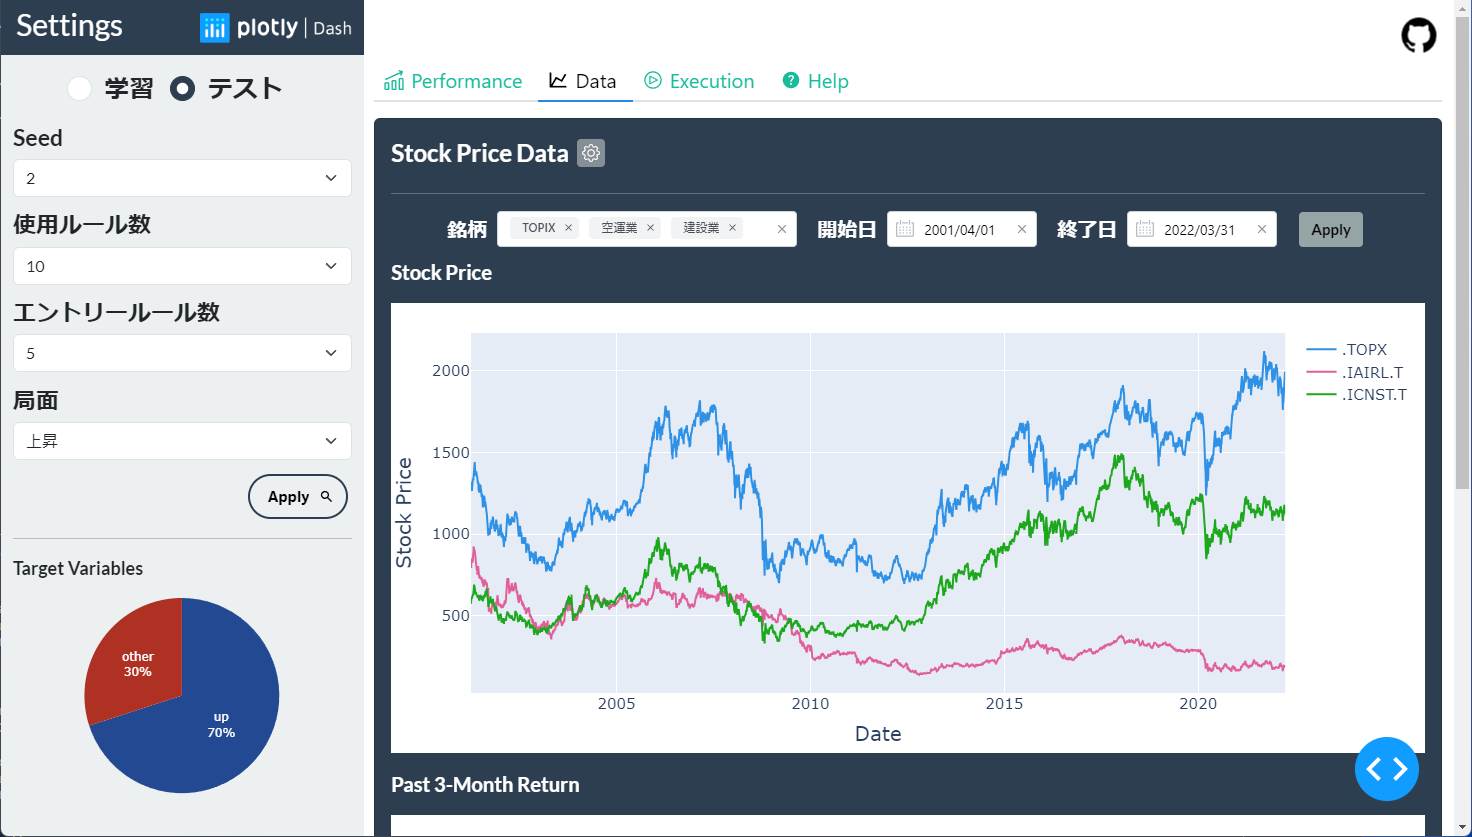 Settings
plotly | Dash
学習 テスト
Seed
2
使用ルール数
10
エントリールール数
5
局面
上昇
Apply
Target Variables
other
30%
up
70%
Performance Data Execution Help
Stock Price Data
銘柄 TOPIX × 空運業 × 建設業 × × 開始日 2001/04/01 × 終了日 2022/03/31 × Apply
Stock Price
Stock Price
2000
1500
1000
500
2005 2010 2015 2020
Date
.TOPX
.IAIRL.T
.ICNST.T
Past 3-Month Return